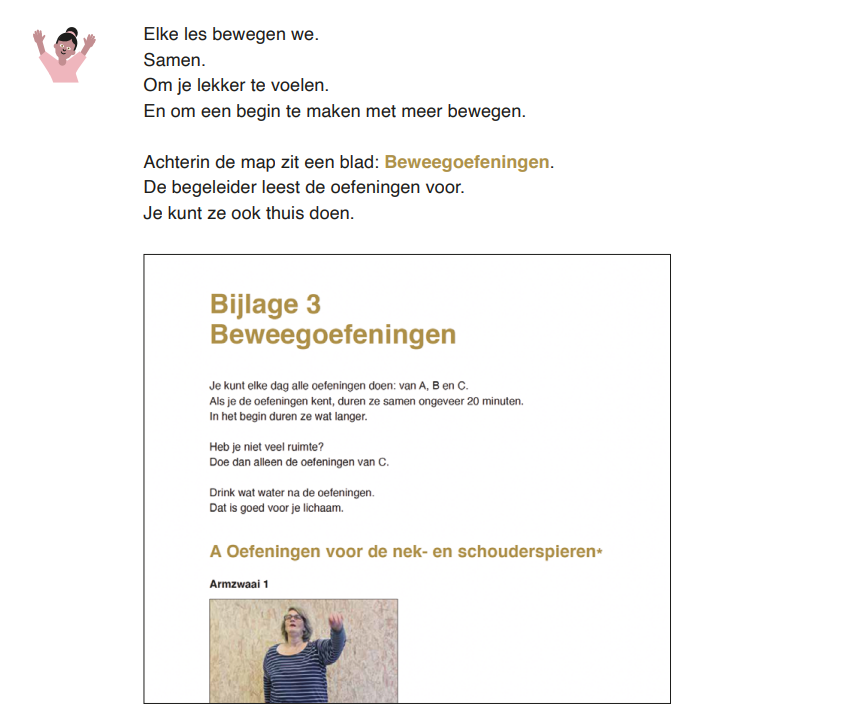 Elke les bewegen we.
Samen.
Om je lekker te voelen.
En om een begin te maken met meer bewegen.
Achterin de map zit een blad: Beweegoefeningen.
De begeleider leest de oefeningen voor.
Je kunt ze ook thuis doen.
Bijlage 3
Beweegoefeningen
Je kunt elke dag alle oefeningen doen: van A, B en C.
Als je de oefeningen kent, duren ze samen ongeveer 20 minuten.
In het begin duren ze wat langer.
Heb je niet veel ruimte?
Doe dan alleen de oefeningen van C.
Drink wat water na de oefeningen.
Dat is goed voor je lichaam.
A Oefeningen voor de nek- en schouderspieren*
Armzwaai 1